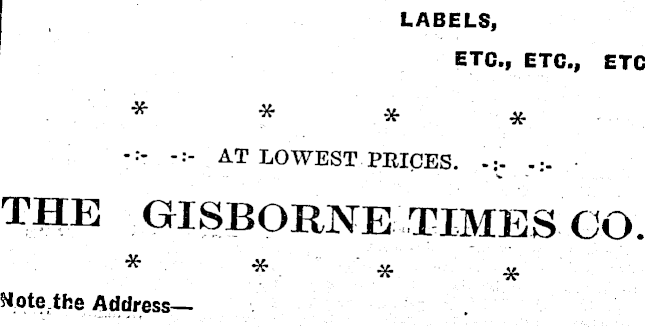 LABELS,
ETC., ETC., ETC
* * * *
-:- -:- AT LOWEST PRICES. -:- -:-
THE GISBORNE TIMES CO.
* * * *
Note the Address—